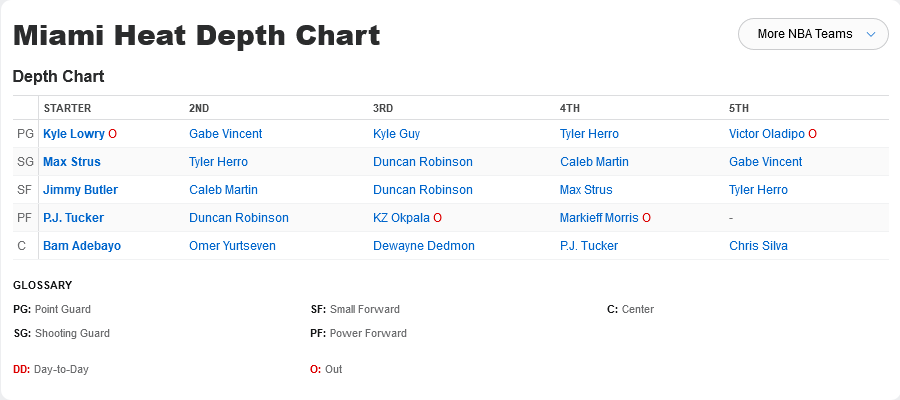 Miami Heat Depth Chart
More NBA Teams
Depth Chart
STARTER 2ND 3RD 4TH 5TH
PG Kyle Lowry O Gabe Vincent Kyle Guy Tyler Herro Victor Oladipo O
SG Max Strus Tyler Herro Duncan Robinson Caleb Martin Gabe Vincent
SF Jimmy Butler Caleb Martin Duncan Robinson Max Strus Tyler Herro
PF P.J. Tucker Duncan Robinson KZ Okpala O Markieff Morris O -
C Bam Adebayo Omer Yurtseven Dewayne Dedmon P.J. Tucker Chris Silva
GLOSSARY
PG: Point Guard SF: Small Forward C: Center
SG: Shooting Guard PF: Power Forward
DD: Day-to-Day O: Out